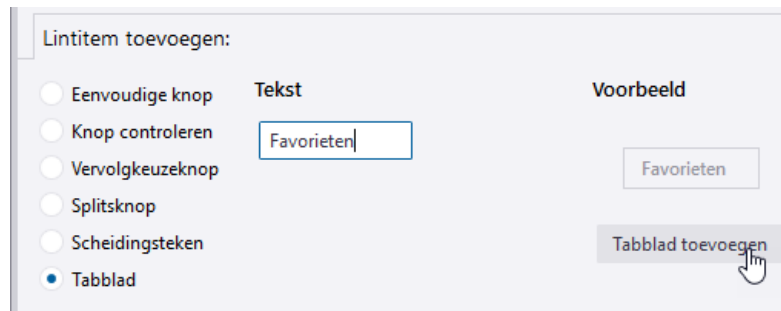 Lintitem toevoegen:
Eenvoudige knop
Knop controleren
Vervolgkeuzeknop
Splitsknop
Scheidingsteken
Tabblad
Tekst
Favorieten
Voorbeeld
Favorieten
Tabblad toevoegen